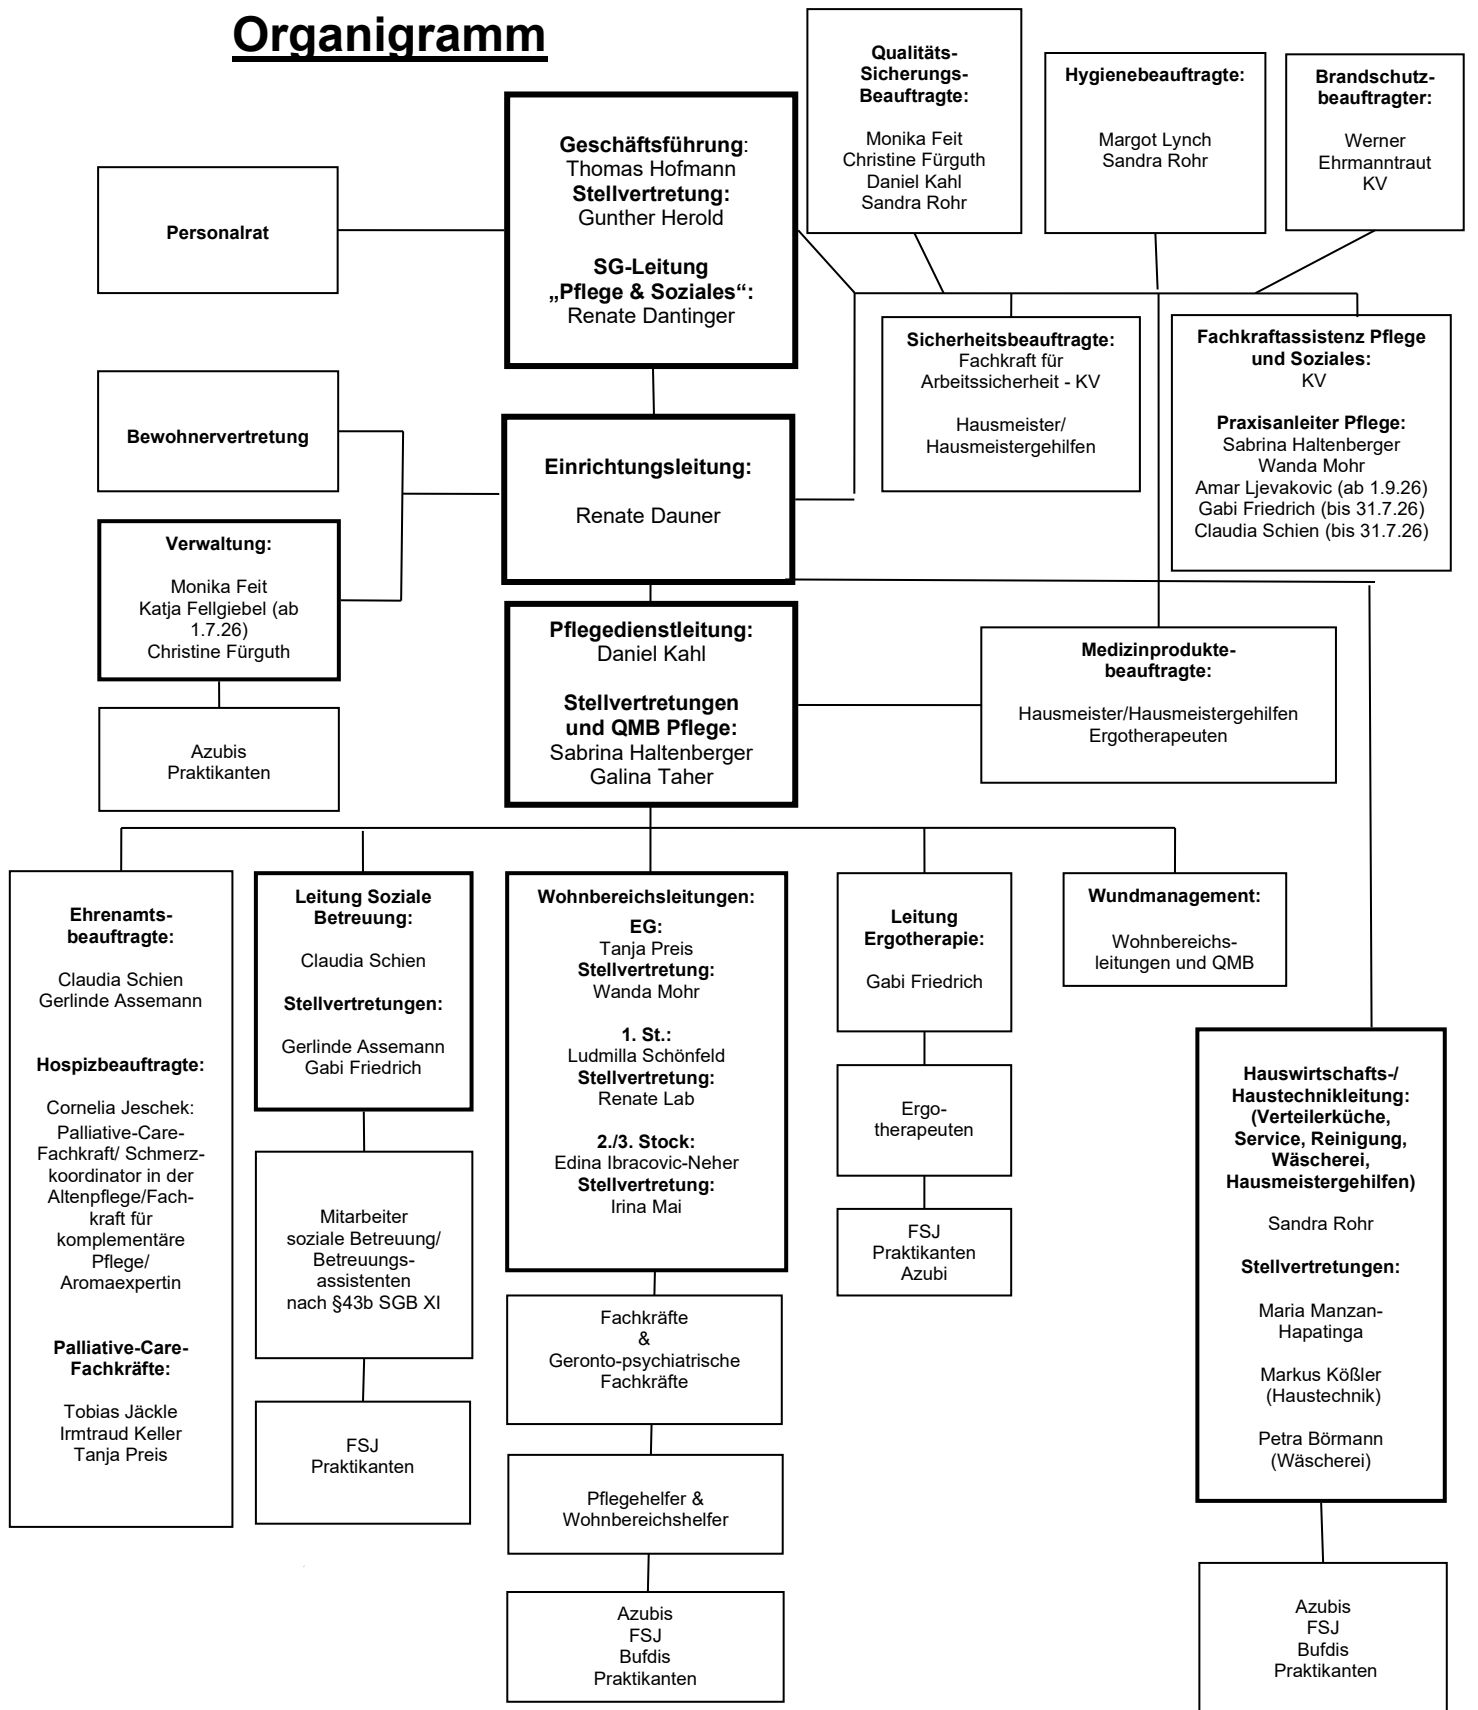 Organigramm
Qualitäts-
Sicherungs-
Beauftragte:
Monika Feit
Christine Fürguth
Daniel Kahl
Sandra Rohr
Hygienebeauftragte:
Margot Lynch
Sandra Rohr
Brandschutz-
beauftragter:
Werner
Ehrmanntraut
KV
Geschäftsführung:
Thomas Hofmann
Stellvertretung:
Gunther Herold
SG-Leitung
„Pflege & Soziales“:
Renate Dantinger
Personalrat
Sicherheitsbeauftragte:
Fachkraft für
Arbeitssicherheit - KV
Hausmeister/
Hausmeistergehilfen
Fachkraftassistenz Pflege
und Soziales:
KV
Praxisanleiter Pflege:
Sabrina Haltenberger
Wanda Mohr
Amar Ljevakovic (ab 1.9.26)
Gabi Friedrich (bis 31.7.26)
Claudia Schien (bis 31.7.26)
Bewohnervertretung
Einrichtungsleitung:
Renate Dauner
Verwaltung:
Monika Feit
Katja Fellgiebel (ab
1.7.26)
Christine Fürguth
Azubis
Praktikanten
Pflegedienstleitung:
Daniel Kahl
Stellvertretungen
und QMB Pflege:
Sabrina Haltenberger
Galina Taher
Medizinprodukte-
beauftragte:
Hausmeister/Hausmeistergehilfen
Ergotherapeuten
Ehrenamts-
beauftragte:
Claudia Schien
Gerlinde Assemann
Hospizbeauftragte:
Cornelia Jeschek:
Palliative-Care-
Fachkraft/ Schmerz-
koordinator in der
Altenpflege/Fach-
kraft für
komplementäre
Pflege/
Aromaexpertin
Palliative-Care-
Fachkräfte:
Tobias Jäckle
Irmtraud Keller
Tanja Preis
Leitung Soziale
Betreuung:
Claudia Schien
Stellvertretungen:
Gerlinde Assemann
Gabi Friedrich
Mitarbeiter
soziale Betreuung/
Betreuungs-
assistenten
nach §43b SGB XI
FSJ
Praktikanten
Wohnbereichsleitungen:
EG:
Tanja Preis
Stellvertretung:
Wanda Mohr
1. St.:
Ludmilla Schönfeld
Stellvertretung:
Renate Lab
2./3. Stock:
Edina Ibracovic-Neher
Stellvertretung:
Irina Mai
Fachkräfte
&
Geronto-psychiatrische
Fachkräfte
Pflegehelfer &
Wohnbereichshelfer
Azubis
FSJ
Bufdis
Praktikanten
Leitung
Ergotherapie:
Gabi Friedrich
Ergo-
therapeuten
FSJ
Praktikanten
Azubi
Wundmanagement:
Wohnbereichs-
leitungen und QMB
Hauswirtschafts-/
Haustechnikleitung:
(Verteilerküche,
Service, Reinigung,
Wäscherei,
Hausmeistergehilfen)
Sandra Rohr
Stellvertretungen:
Maria Manzan-
Hapatinga
Markus Kößler
(Haustechnik)
Petra Börmann
(Wäscherei)
Azubis
FSJ
Bufdis
Praktikanten